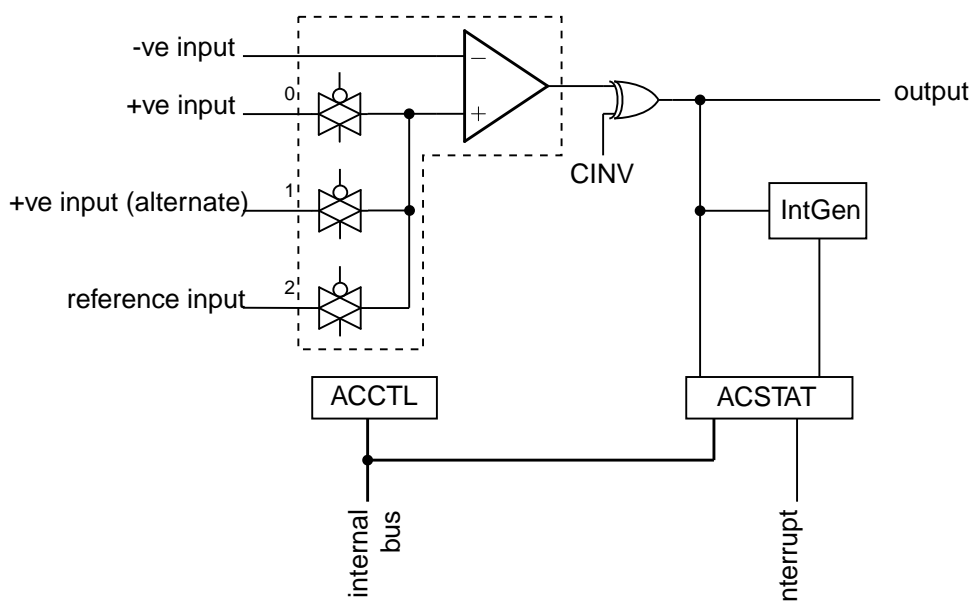 -ve input
−
0
+ve input
+
output
CINV
1
+ve input (alternate)
IntGen
2
reference input
ACCTL
ACSTAT
internal
bus
nterrupt